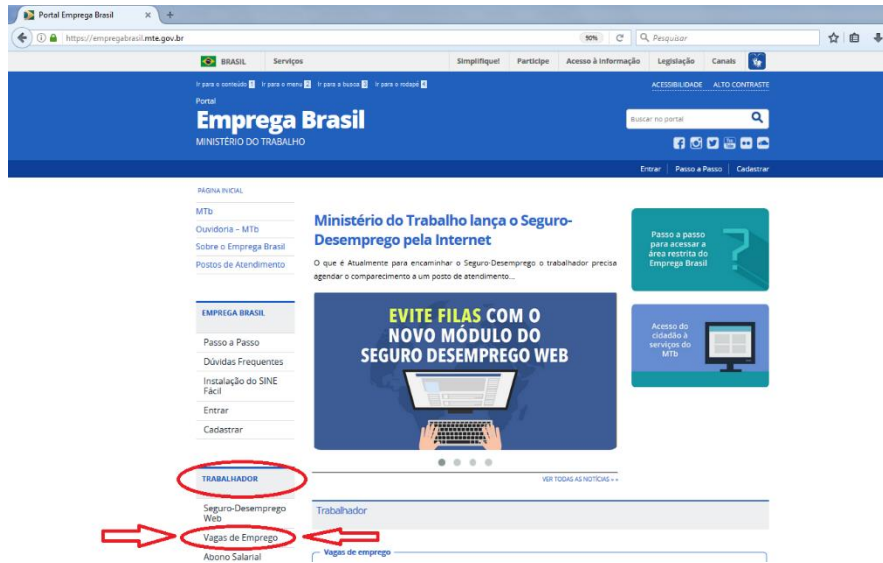 Portal Emprega Brasil
https://empregabrasil.mte.gov.br
90%
Pesquisar
BRASIL
Serviços
Simplifique!
Participe
Acesso à informação
Legislação
Canais
Ir para o conteúdo 1 Ir para o menu 2 Ir para a busca 3 Ir para o rodapé 4
ACESSIBILIDADE ALTO CONTRASTE
Portal
Emprega Brasil
MINISTÉRIO DO TRABALHO
Buscar no portal
Entrar Passo a Passo Cadastrar
PÁGINA INICIAL
MTb
Ouvidoria – MTb
Sobre o Emprega Brasil
Postos de Atendimento
EMPREGA BRASIL
Passo a Passo
Dúvidas Frequentes
Instalação do SINE
Fácil
Entrar
Cadastrar
TRABALHADOR
Seguro-Desemprego
Web
Vagas de Emprego
Abono Salarial
Ministério do Trabalho lança o Seguro-
Desemprego pela Internet
O que é Atualmente para encaminhar o Seguro-Desemprego o trabalhador precisa
agendar o comparecimento a um posto de atendimento...
EVITE FILAS COM O
NOVO MÓDULO DO
SEGURO DESEMPREGO WEB
VER TODAS AS NOTÍCIAS
Trabalhador
Vagas de emprego
Passo a passo
para acessar a
área restrita do
Emprega Brasil
?
Acesso do
cidadão à
serviços do
MTb